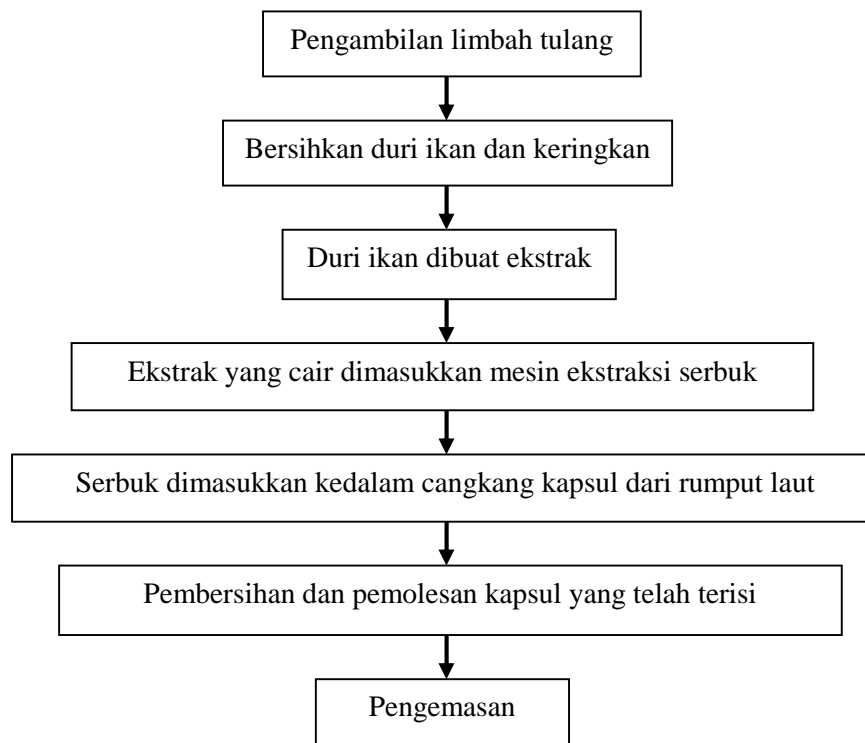 Pengambilan limbah tulang
Bersihkan duri ikan dan keringkan
Duri ikan dibuat ekstrak
Ekstrak yang cair dimasukkan mesin ekstraksi serbuk
Serbuk dimasukkan kedalam cangkang kapsul dari rumput laut
Pembersihan dan pemolesan kapsul yang telah terisi
Pengemasan